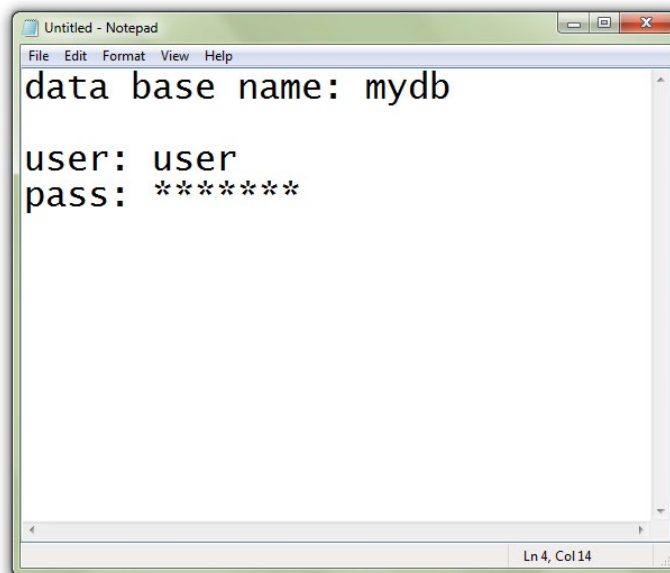 Untitled - Notepad
File Edit Format View Help
data base name: mydb
user: user
pass: *******
Ln 4, Col 14